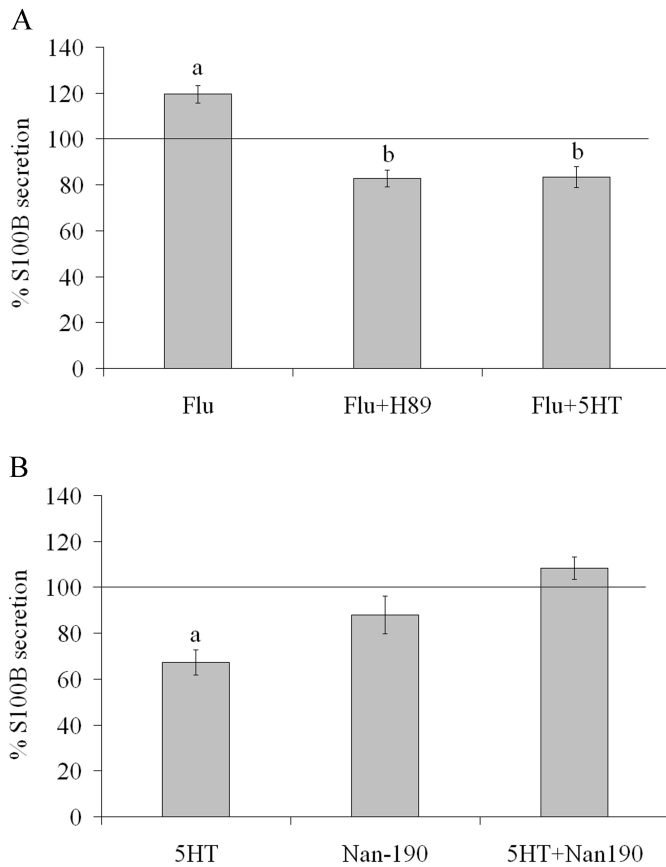 A
% S100B secretion
140
120
100
80
60
40
20
0
a
b
b
Flu
Flu+H89
Flu+5HT
B
% S100B secretion
140
120
100
80
60
40
20
0
a
5HT
Nan-190
5HT+Nan190